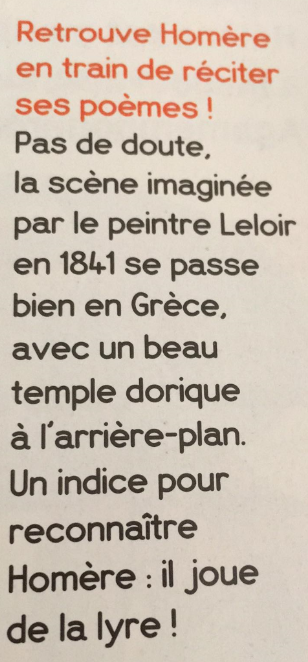 Retrouve Homère
en train de réciter
ses poèmes !
Pas de doute,
la scène imaginée
par le peintre Leloir
en 1841 se passe
bien en Grèce,
avec un beau
temple dorique
à l'arrière-plan.
Un indice pour
reconnaître
Homère : il joue
de la lyre !